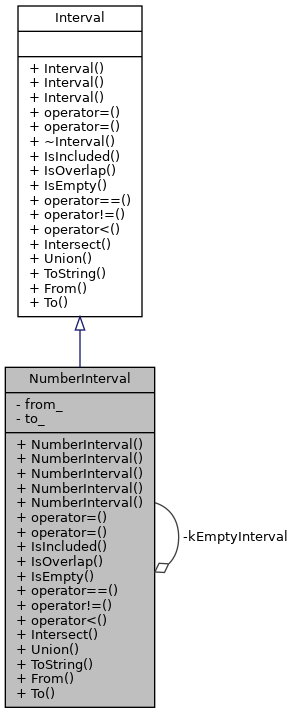 Interval
+ Interval()
+ Interval()
+ Interval()
+ operator=()
+ operator=()
+ ~Interval()
+ IsIncluded()
+ IsOverlap()
+ IsEmpty()
+ operator==()
+ operator!=()
+ operator<()
+ Intersect()
+ Union()
+ ToString()
+ From()
+ To()
NumberInterval
- from_
- to_
+ NumberInterval()
+ NumberInterval()
+ NumberInterval()
+ NumberInterval()
+ NumberInterval()
+ operator=()
+ operator=()
+ IsIncluded()
+ IsOverlap()
+ IsEmpty()
+ operator==()
+ operator!=()
+ operator<()
+ Intersect()
+ Union()
+ ToString()
+ From()
+ To()
-kEmptyInterval